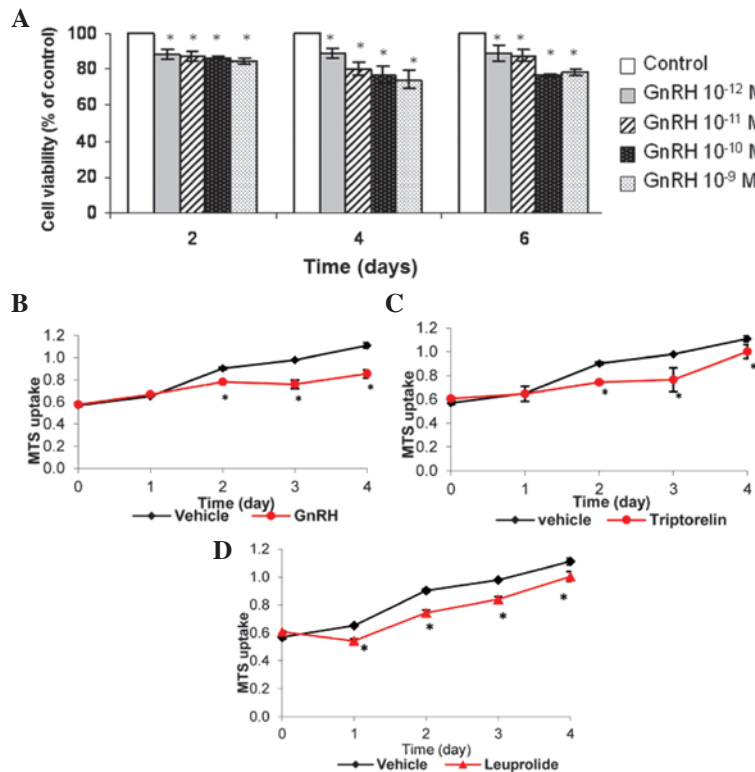 A
Cell viability (% of control)
100
80
60
40
20
0
* * * *
* * * *
* * * *
2
4
6
Time (days)
Control
GnRH 10-12 M
GnRH 10-11 M
GnRH 10-10 M
GnRH 10-9 M
B
MTS uptake
1.2
1.0
0.8
0.6
0.4
0.2
0.0
* * *
0 1 2 3 4
Time (day)
Vehicle GnRH
C
MTS uptake
1.2
1.0
0.8
0.6
0.4
0.2
0.0
* * *
0 1 2 3 4
Time (day)
vehicle Triptorelin
D
MTS uptake
1.2
1.0
0.8
0.6
0.4
0.2
0.0
* * * *
0 1 2 3 4
Time (day)
Vehicle Leuprolide